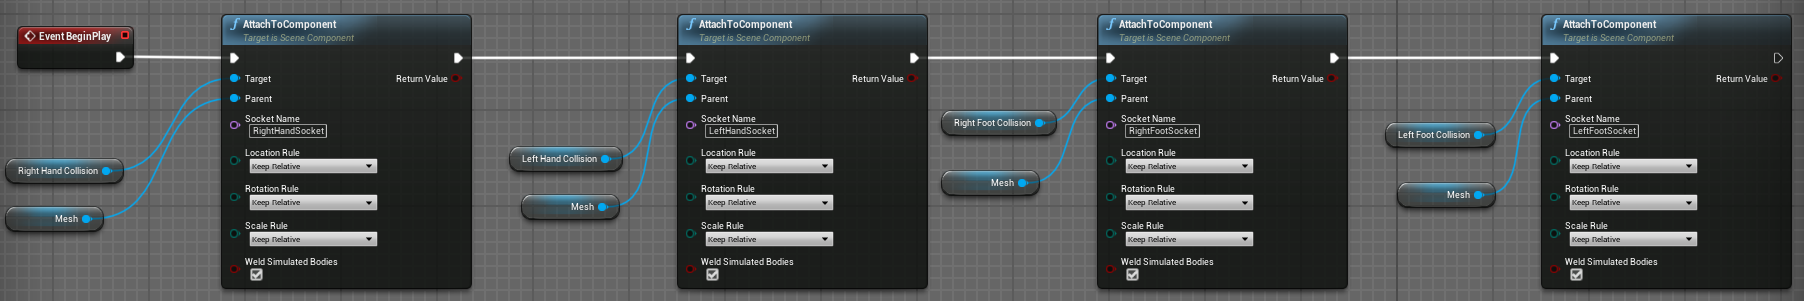 Event BeginPlay
Right Hand Collision
Mesh
AttachToComponent
Target is Scene Component
Target
Return Value
Parent
Socket Name
RightHandSocket
Location Rule
Keep Relative
Rotation Rule
Keep Relative
Scale Rule
Keep Relative
Weld Simulated Bodies
Left Hand Collision
Mesh
AttachToComponent
Target is Scene Component
Target
Return Value
Parent
Socket Name
LeftHandSocket
Location Rule
Keep Relative
Rotation Rule
Keep Relative
Scale Rule
Keep Relative
Weld Simulated Bodies
Right Foot Collision
Mesh
AttachToComponent
Target is Scene Component
Target
Return Value
Parent
Socket Name
RightFootSocket
Location Rule
Keep Relative
Rotation Rule
Keep Relative
Scale Rule
Keep Relative
Weld Simulated Bodies
Left Foot Collision
Mesh
AttachToComponent
Target is Scene Component
Target
Return Value
Parent
Socket Name
LeftFootSocket
Location Rule
Keep Relative
Rotation Rule
Keep Relative
Scale Rule
Keep Relative
Weld Simulated Bodies